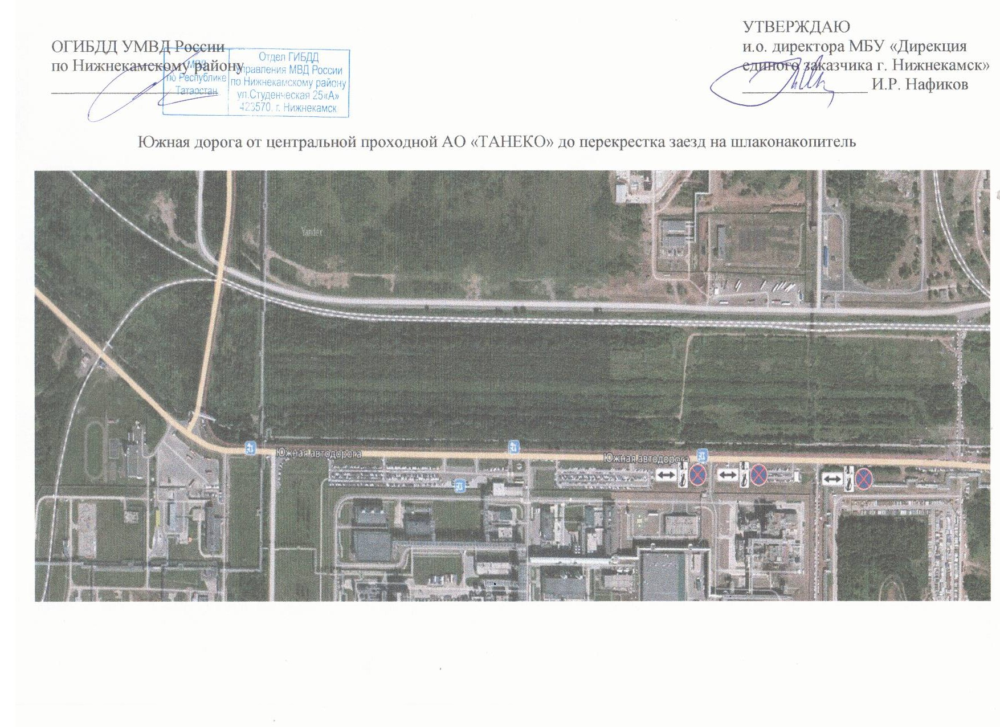 ОГИБДД УМВД России
по Нижнекамскому району
МВД
по Республике
Татарстан
Отдел ГИБДД
Управления МВД России
по Нижнекамскому району
ул.Студенческая 25«А»
423570, г. Нижнекамск
УТВЕРЖДАЮ
и.о. директора МБУ «Дирекция
единого заказчика г. Нижнекамск»
И.Р. Нафиков
Южная дорога от центральной проходной АО «ТАНЕКО» до перекрестка заезд на шлаконакопитель
Yandex
Южная автодорога
Южная автодорога